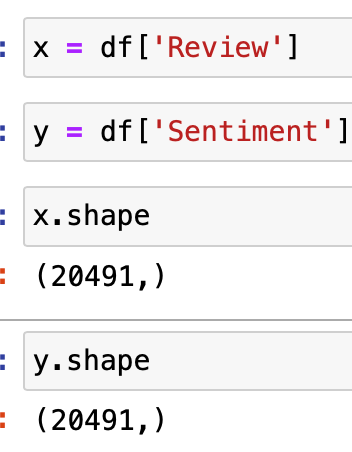 : x = df['Review']
: y = df['Sentiment']
: x.shape
: (20491,)
: y.shape
: (20491,)